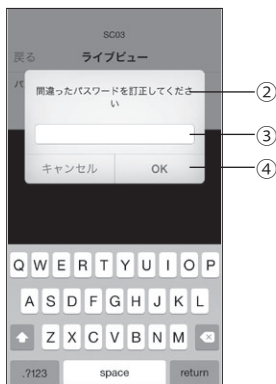 SC03
戻る ライブビュー
パ
間違ったパスワードを訂正してくださ ②
い
③
キャンセル OK ④
Q W E R T Y U I O P
A S D F G H J K L
Z X C V B N M
.?123 space return